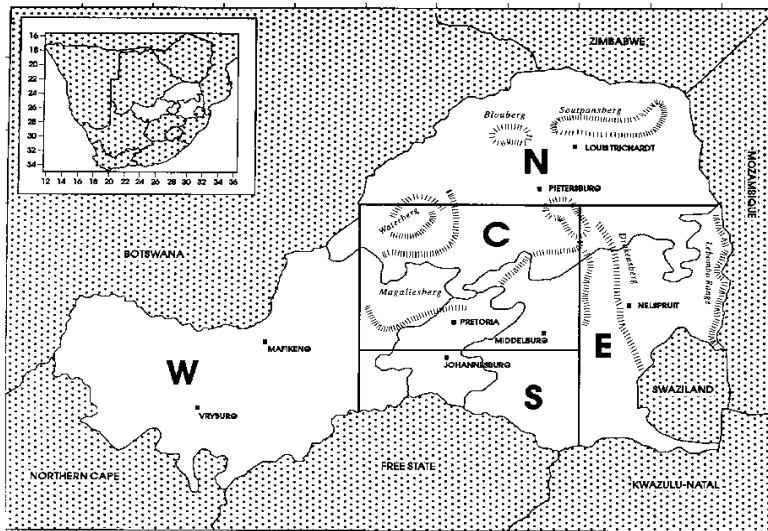 16
22
24
26
28
30
32
34
12 14 16 18 20 22 24 26 28 30 32 34 36
ZIMBABWE
Blouberg
Soutpansberg
LOUIS TRICHARDT
N
PIETERSBURG
MOZAMBIQUE
Waterberg
C
BOTSWANA
Drakensberg
Lebombo Range
Magaliesberg
NELSPRUIT
PRETORIA
MIDDELBURG
MAFIKENG
E
JOHANNESBURG
W
SWAZILAND
S
VRYBURG
FREE STATE
NORTHERN CAPE
KWAZULU-NATAL